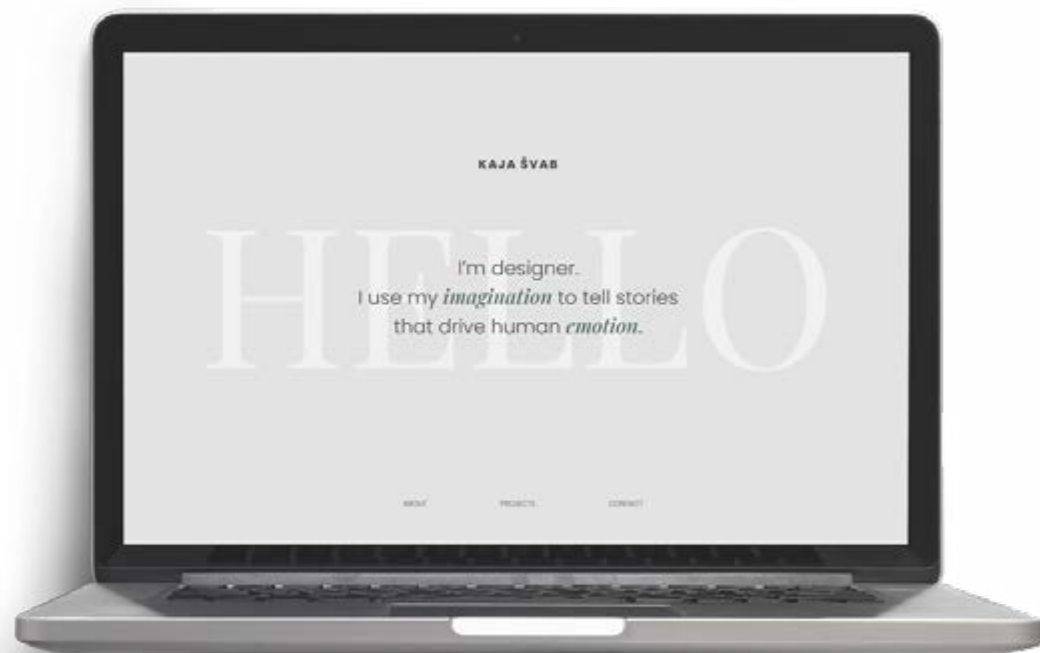 KAJA ŠVAB
HELLO
I'm designer.
I use my imagination to tell stories
that drive human emotion.
ABOUT
PROJECTS
CONTACT